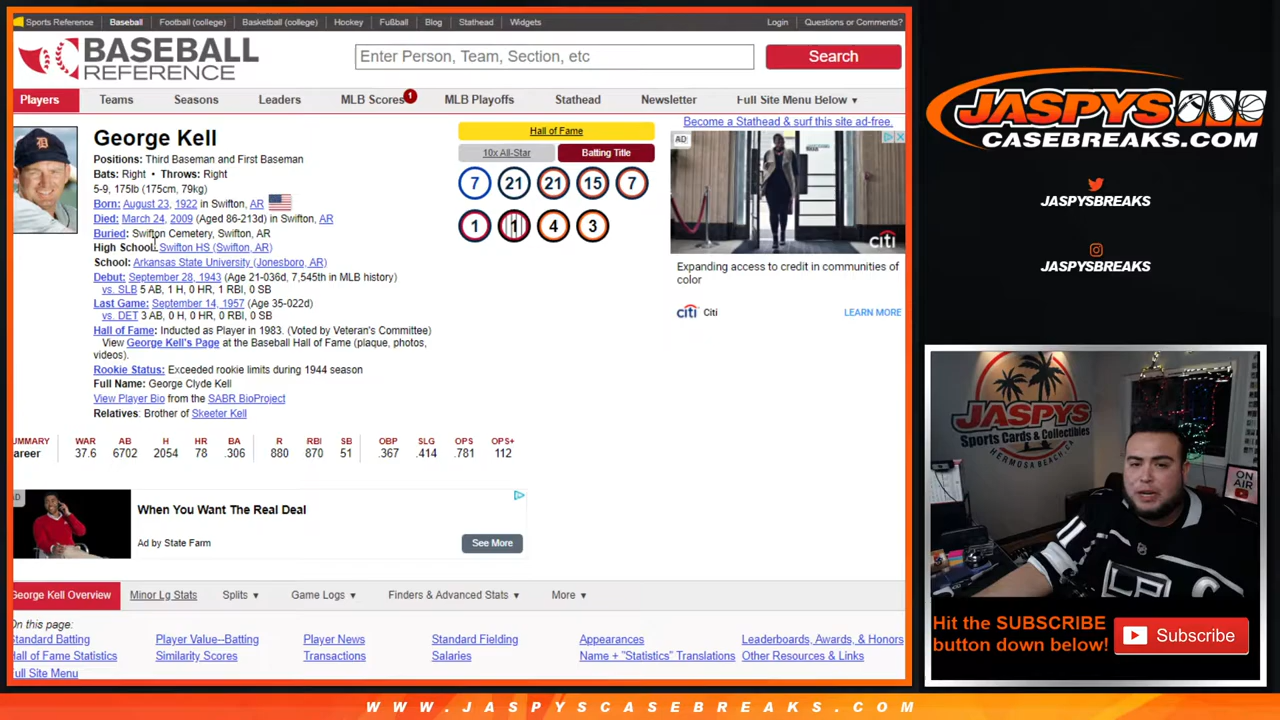 Sports Reference Baseball Football (college) Basketball (college) Hockey Fußball Blog Stathead Widgets Login Questions or Comments?
BASEBALL
REFERENCE
Enter Person, Team, Section, etc
Search
Players Teams Seasons Leaders MLB Scores 1 MLB Playoffs Stathead Newsletter Full Site Menu Below ▼
Become a Stathead & surf this site ad-free.
George Kell
Positions: Third Baseman and First Baseman
Bats: Right • Throws: Right
5-9, 175lb (175cm, 79kg)
Born: August 23, 1922 in Swifton, AR
Died: March 24, 2009 (Aged 86-213d) in Swifton, AR
Buried: Swifton Cemetery, Swifton, AR
High School: Swifton HS (Swifton, AR)
School: Arkansas State University (Jonesboro, AR)
Debut: September 28, 1943 (Age 21-036d, 7,545th in MLB history)
vs. SLB 5 AB, 1 H, 0 HR, 1 RBI, 0 SB
Last Game: September 14, 1957 (Age 35-022d)
vs. DET 3 AB, 0 H, 0 HR, 0 RBI, 0 SB
Hall of Fame: Inducted as Player in 1983. (Voted by Veteran's Committee)
View George Kell's Page at the Baseball Hall of Fame (plaque, photos,
videos).
Rookie Status: Exceeded rookie limits during 1944 season
Full Name: George Clyde Kell
View Player Bio from the SABR BioProject
Relatives: Brother of Skeeter Kell
Hall of Fame
10x All-Star Batting Title
7 21 21 15 7
1 1 4 3
AD
citi
Expanding access to credit in communities of
color
citi Citi LEARN MORE
UMMARY WAR AB H HR BA R RBI SB OBP SLG OPS OPS+
areer 37.6 6702 2054 78 .306 880 870 51 .367 .414 .781 112
AD
When You Want The Real Deal
Ad by State Farm
See More
George Kell Overview Minor Lg Stats Splits ▼ Game Logs ▼ Finders & Advanced Stats ▼ More ▼
On this page:
tandard Batting Player Value--Batting Player News Standard Fielding Appearances Leaderboards, Awards, & Honors
all of Fame Statistics Similarity Scores Transactions Salaries Name + "Statistics" Translations Other Resources & Links
ull Site Menu
JASPYS
CASEBREAKS.COM
JASPYSBREAKS
JASPYSBREAKS
JASPYS
Sports Cards & Collectibles
HERMOSA BEACH, CA
ON
AIR
LA
C
Hit the SUBSCRIBE
button down below!
Subscribe
WWW.JASPYSCASEBREAKS.COM